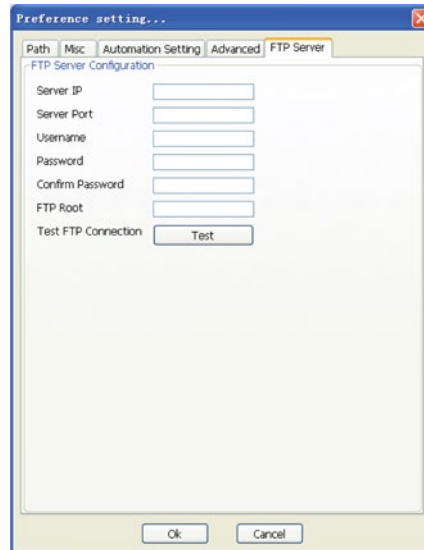 Preference setting...
Path Misc Automation Setting Advanced FTP Server
FTP Server Configuration
Server IP
Server Port
Username
Password
Confirm Password
FTP Root
Test FTP Connection Test
Ok Cancel